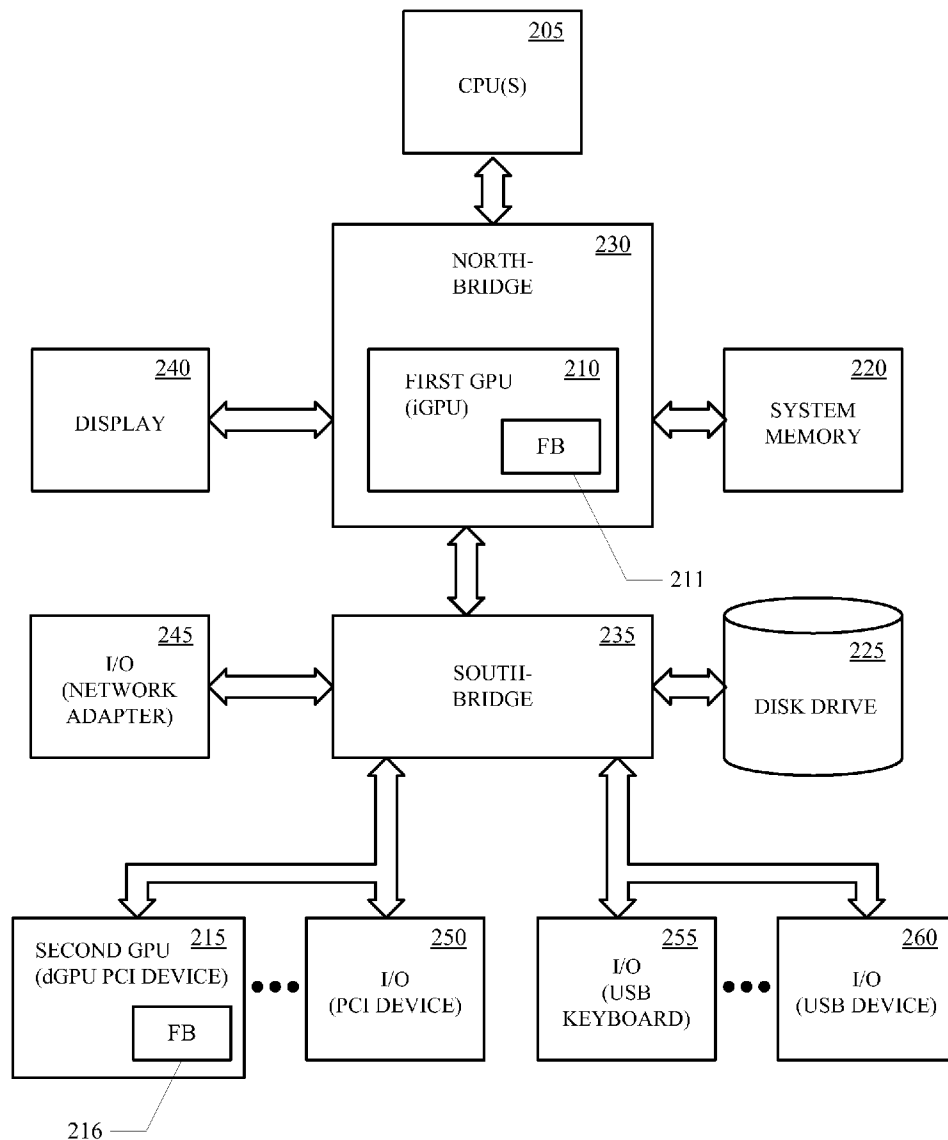 205
CPU(S)
230
NORTH-
BRIDGE
240
DISPLAY
210
FIRST GPU
(iGPU)
FB
220
SYSTEM
MEMORY
211
245
I/O
(NETWORK
ADAPTER)
235
SOUTH-
BRIDGE
225
DISK DRIVE
215
SECOND GPU
(dGPU PCI DEVICE)
FB
250
I/O
(PCI DEVICE)
255
I/O
(USB
KEYBOARD)
260
I/O
(USB DEVICE)
216